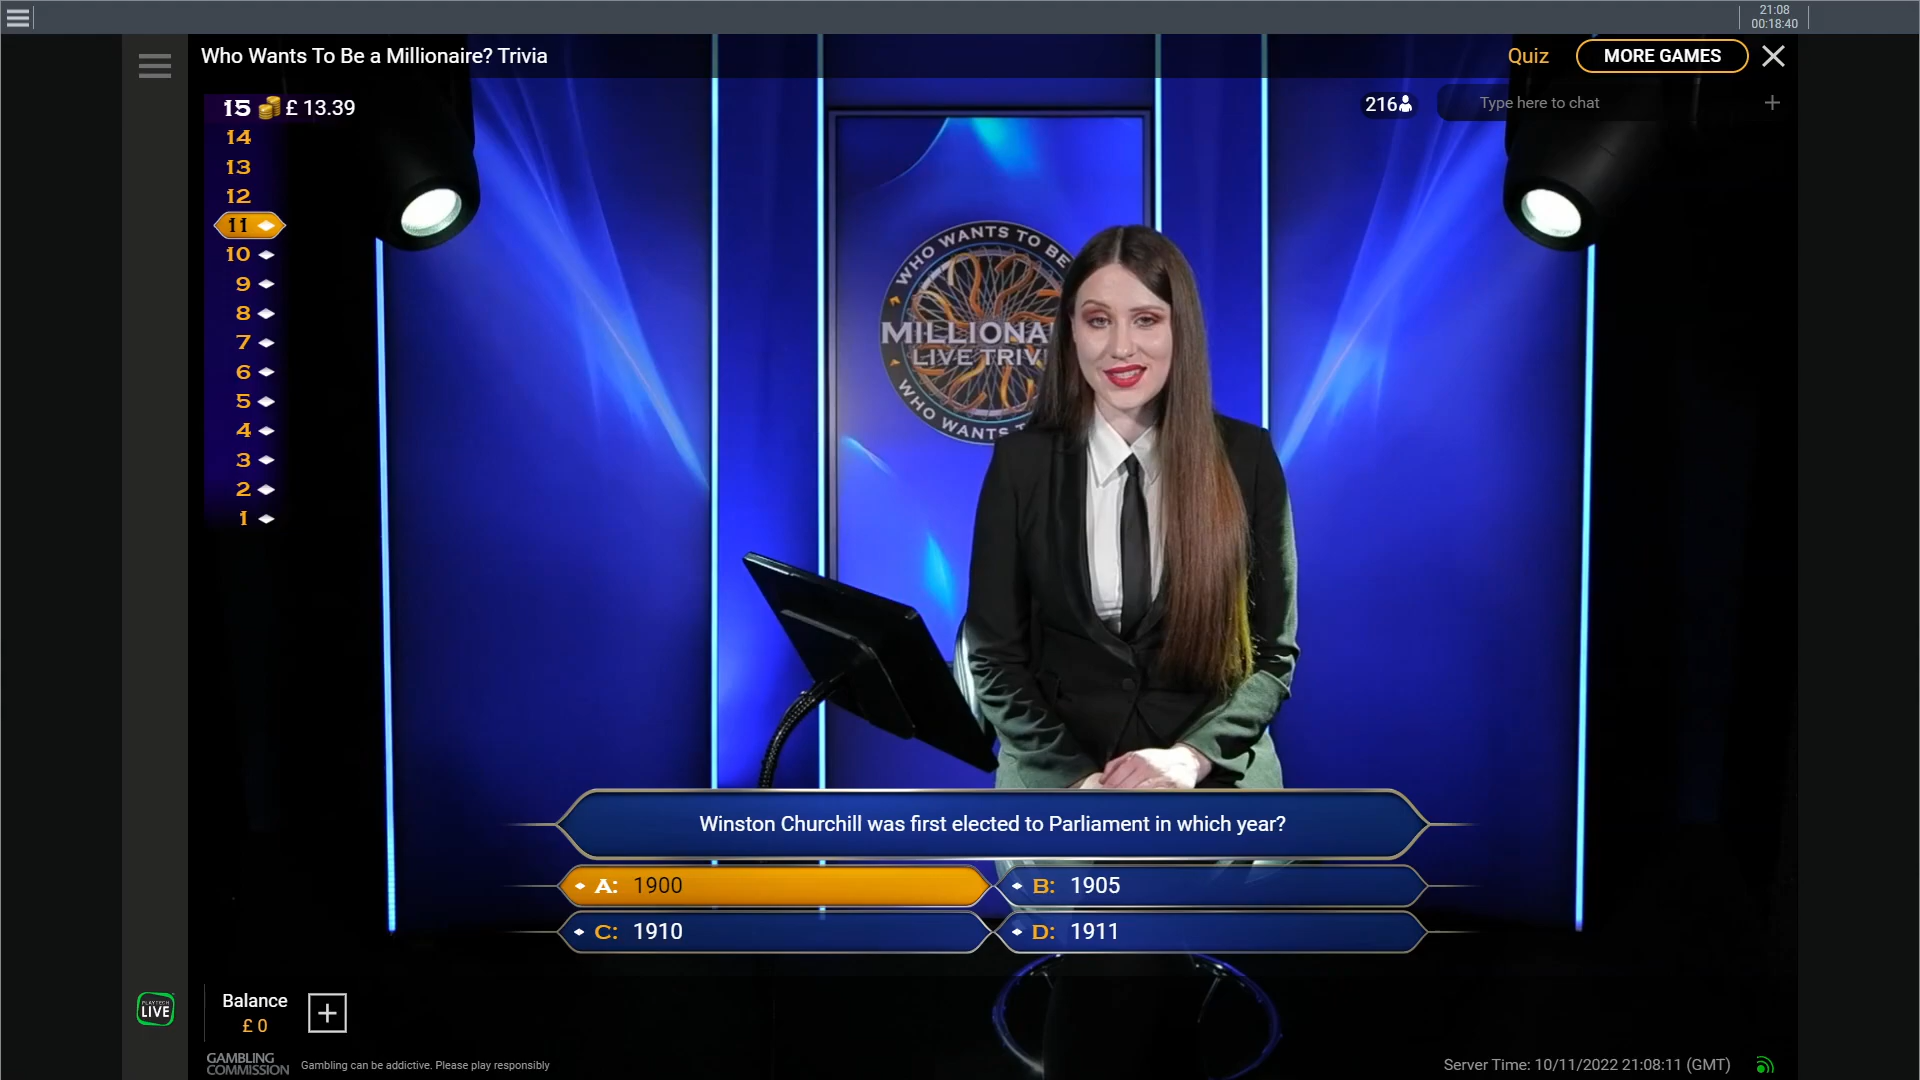 21:08
00:18:40
Who Wants To Be a Millionaire? Trivia
Quiz
MORE GAMES
15 £ 13.39
216
Type here to chat
14
13
12
11
10
9
8
7
6
5
4
3
2
1
WHO WANTS TO BE
MILLIONA
LIVE TRIV
WHO WANTS T
Winston Churchill was first elected to Parliament in which year?
A: 1900
B: 1905
C: 1910
D: 1911
PLAYTECH
LIVE
Balance
£ 0
GAMBLING
COMMISSION
Gambling can be addictive. Please play responsibly
Server Time: 10/11/2022 21:08:11 (GMT)